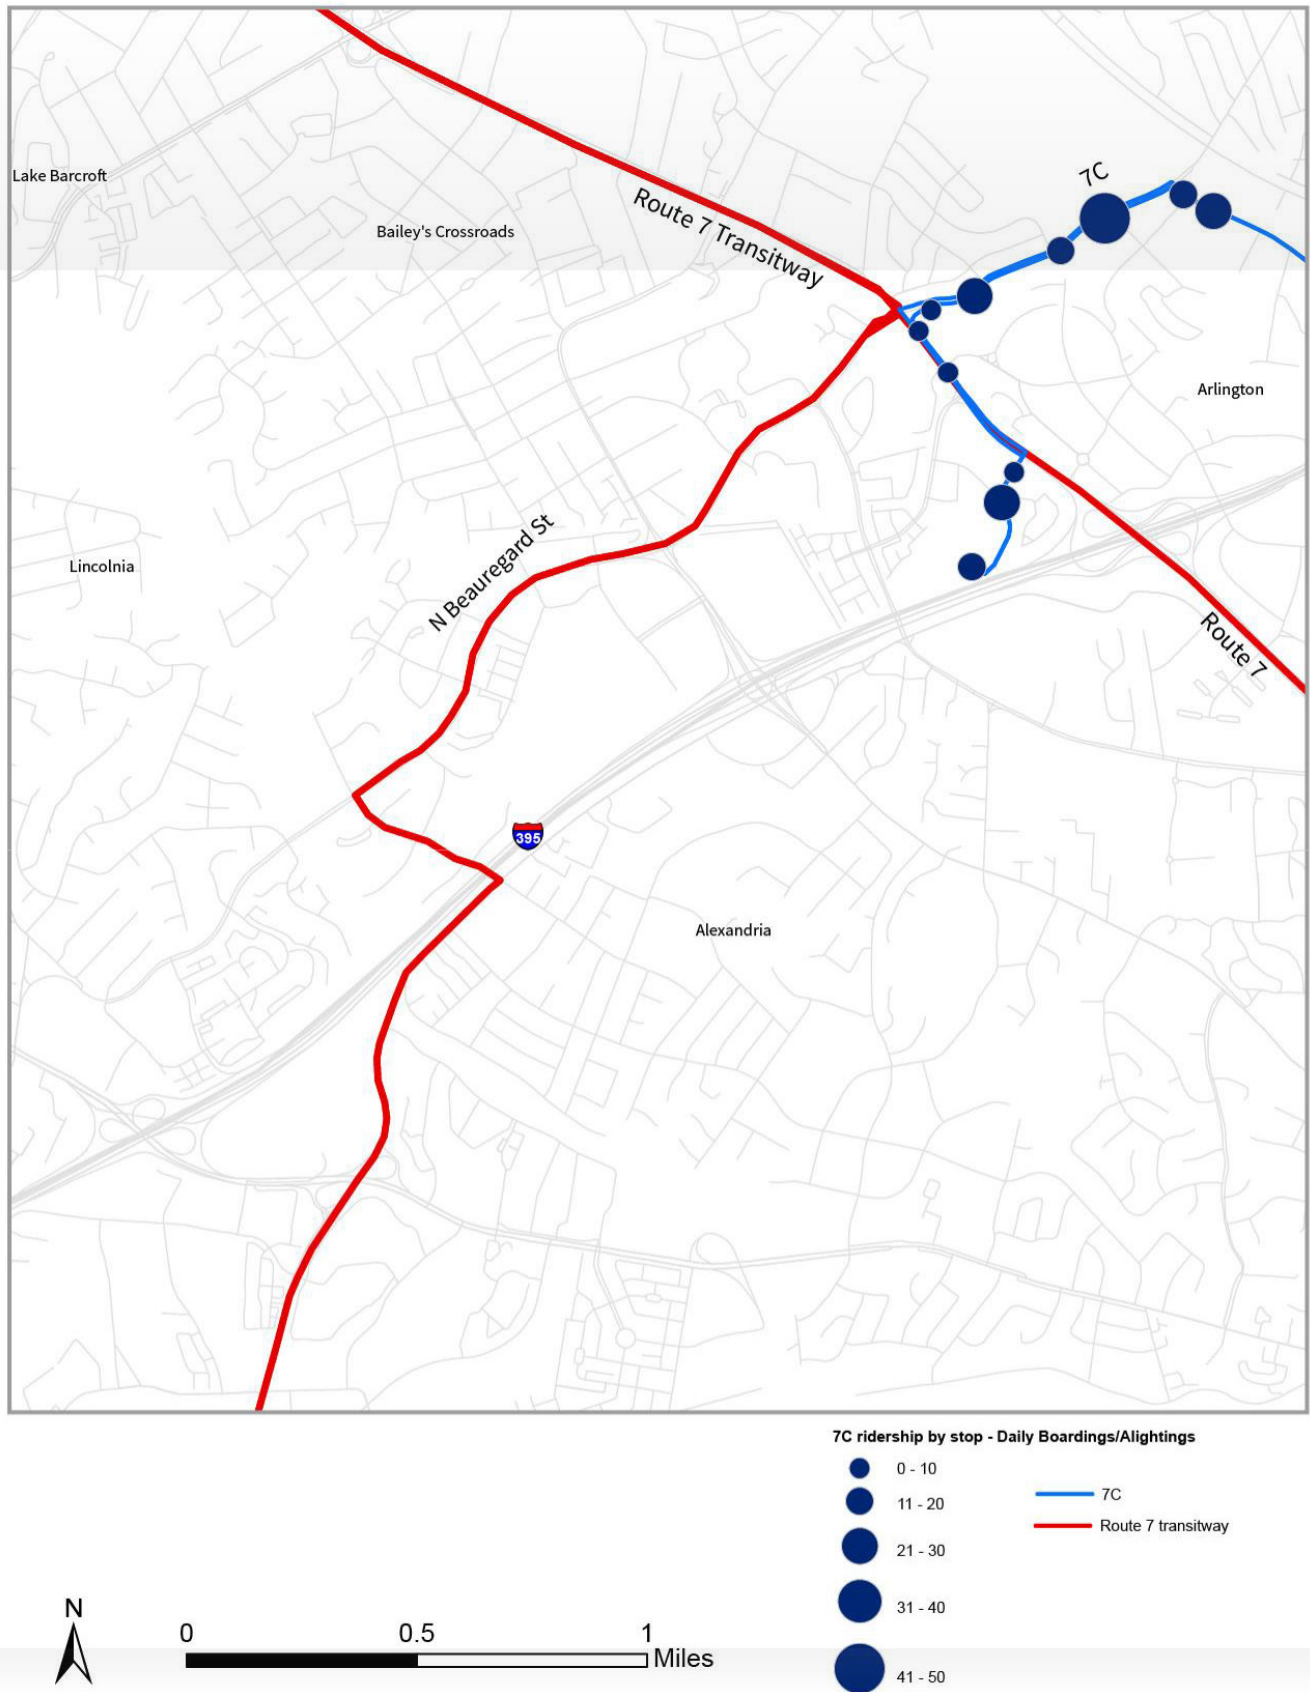 Lake Barcroft
7C
Bailey's Crossroads
Route 7 Transitway
Arlington
N Beauregard St
Lincolnia
Route 7
395
Alexandria
7C ridership by stop - Daily Boardings/Alightings
0 - 10
11 - 20
21 - 30
31 - 40
41 - 50
7C
Route 7 transitway
N
0 0.5 1
Miles